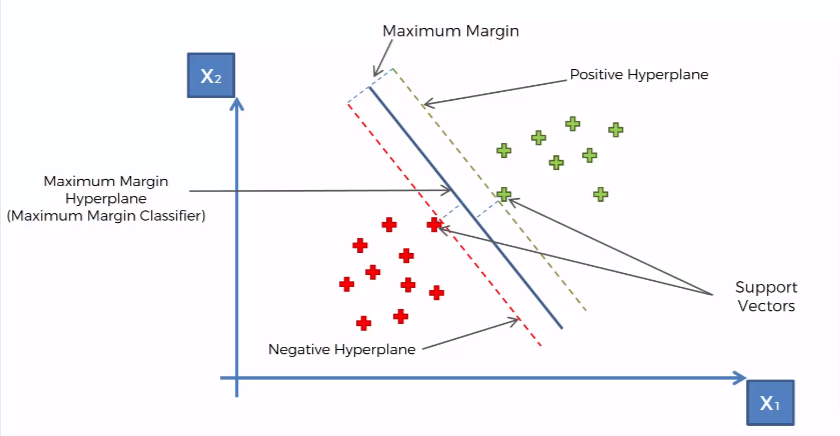 Maximum Margin
X2
Positive Hyperplane
Maximum Margin
Hyperplane
(Maximum Margin Classifier)
Support
Vectors
Negative Hyperplane
X1